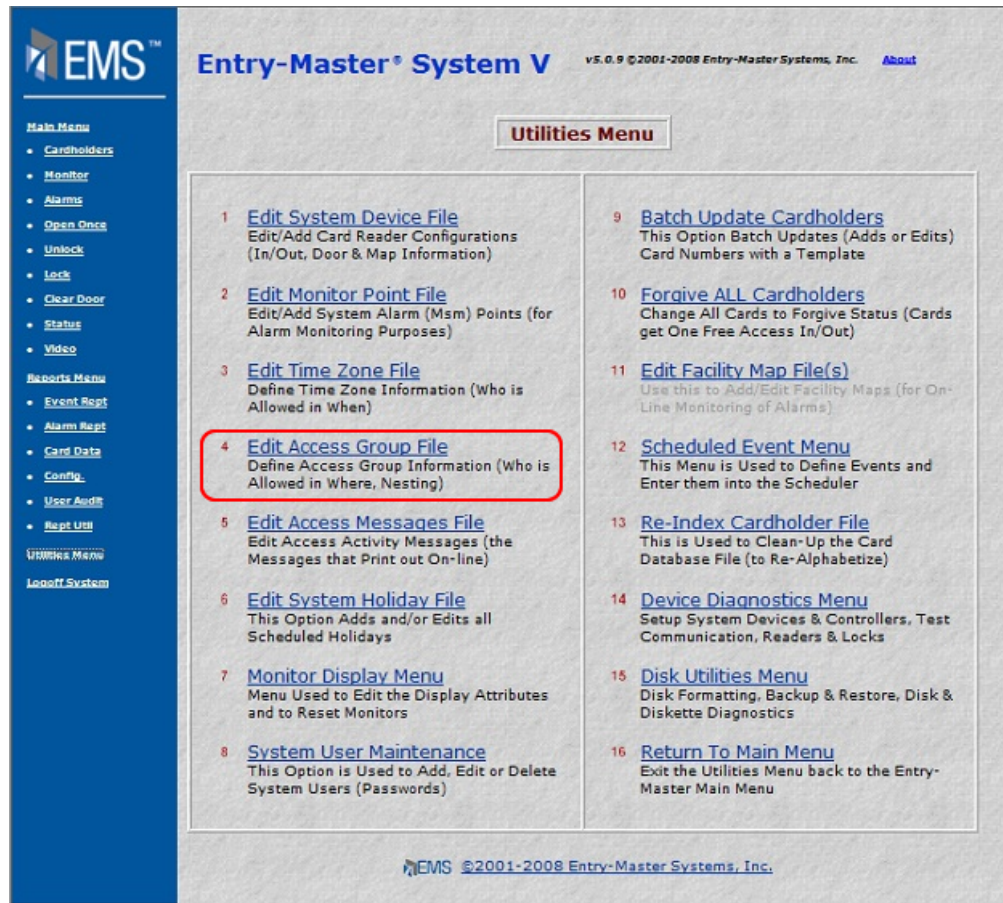 EMS™
Entry-Master® System V
v5.0.9 ©2001-2008 Entry-Master Systems, Inc. About
Main Menu
• Cardholders
• Monitor
• Alarms
• Open Once
• Unlock
• Lock
• Clear Door
• Status
• Video
Reports Menu
• Event Rept
• Alarm Rept
• Card Data
• Config.
• User Audit
• Rept Util
Utilities Menu
Logoff System
Utilities Menu
1 Edit System Device File
Edit/Add Card Reader Configurations
(In/Out, Door & Map Information)
2 Edit Monitor Point File
Edit/Add System Alarm (Msm) Points (for
Alarm Monitoring Purposes)
3 Edit Time Zone File
Define Time Zone Information (Who is
Allowed in When)
4 Edit Access Group File
Define Access Group Information (Who is
Allowed in Where, Nesting)
5 Edit Access Messages File
Edit Access Activity Messages (the
Messages that Print out On-line)
6 Edit System Holiday File
This Option Adds and/or Edits all
Scheduled Holidays
7 Monitor Display Menu
Menu Used to Edit the Display Attributes
and to Reset Monitors
8 System User Maintenance
This Option is Used to Add, Edit or Delete
System Users (Passwords)
9 Batch Update Cardholders
This Option Batch Updates (Adds or Edits)
Card Numbers with a Template
10 Forgive ALL Cardholders
Change All Cards to Forgive Status (Cards
get One Free Access In/Out)
11 Edit Facility Map File(s)
Use this to Add/Edit Facility Maps (for On-
Line Monitoring of Alarms)
12 Scheduled Event Menu
This Menu is Used to Define Events and
Enter them into the Scheduler
13 Re-Index Cardholder File
This is Used to Clean-Up the Card
Database File (to Re-Alphabetize)
14 Device Diagnostics Menu
Setup System Devices & Controllers, Test
Communication, Readers & Locks
15 Disk Utilities Menu
Disk Formatting, Backup & Restore, Disk &
Diskette Diagnostics
16 Return To Main Menu
Exit the Utilities Menu back to the Entry-
Master Main Menu
EMS ©2001-2008 Entry-Master Systems, Inc.